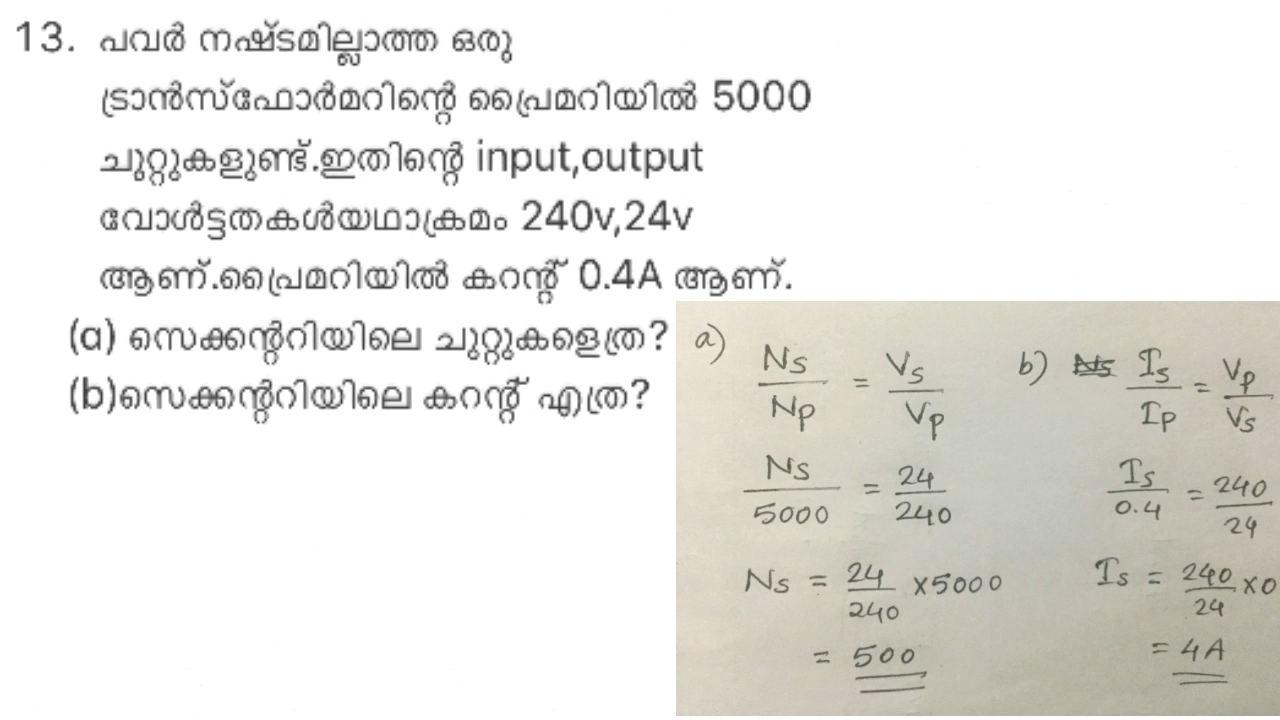 13. പവർ നഷ്ടമില്ലാത്ത ഒരു
ട്രാൻസ്ഫോർമറിന്റെ പ്രൈമറിയിൽ 5000
ചുറ്റുകളുണ്ട്.ഇതിന്റെ input,output
വോൾട്ടതകൾയഥാക്രമം 240v,24v
ആണ്.പ്രൈമറിയിൽ കറന്റ് 0.4A ആണ്.
(a) സെക്കന്ററിയിലെ ചുറ്റുകളെത്ര?
(b)സെക്കന്ററിയിലെ കറന്റ് എത്ര?
a) Ns/Np = Vs/Vp
Ns/5000 = 24/240
Ns = 24/240 x5000
= 500
b) Is/Ip = Vp/Vs
Is/0.4 = 240/24
Is = 240/24 x0
= 4A